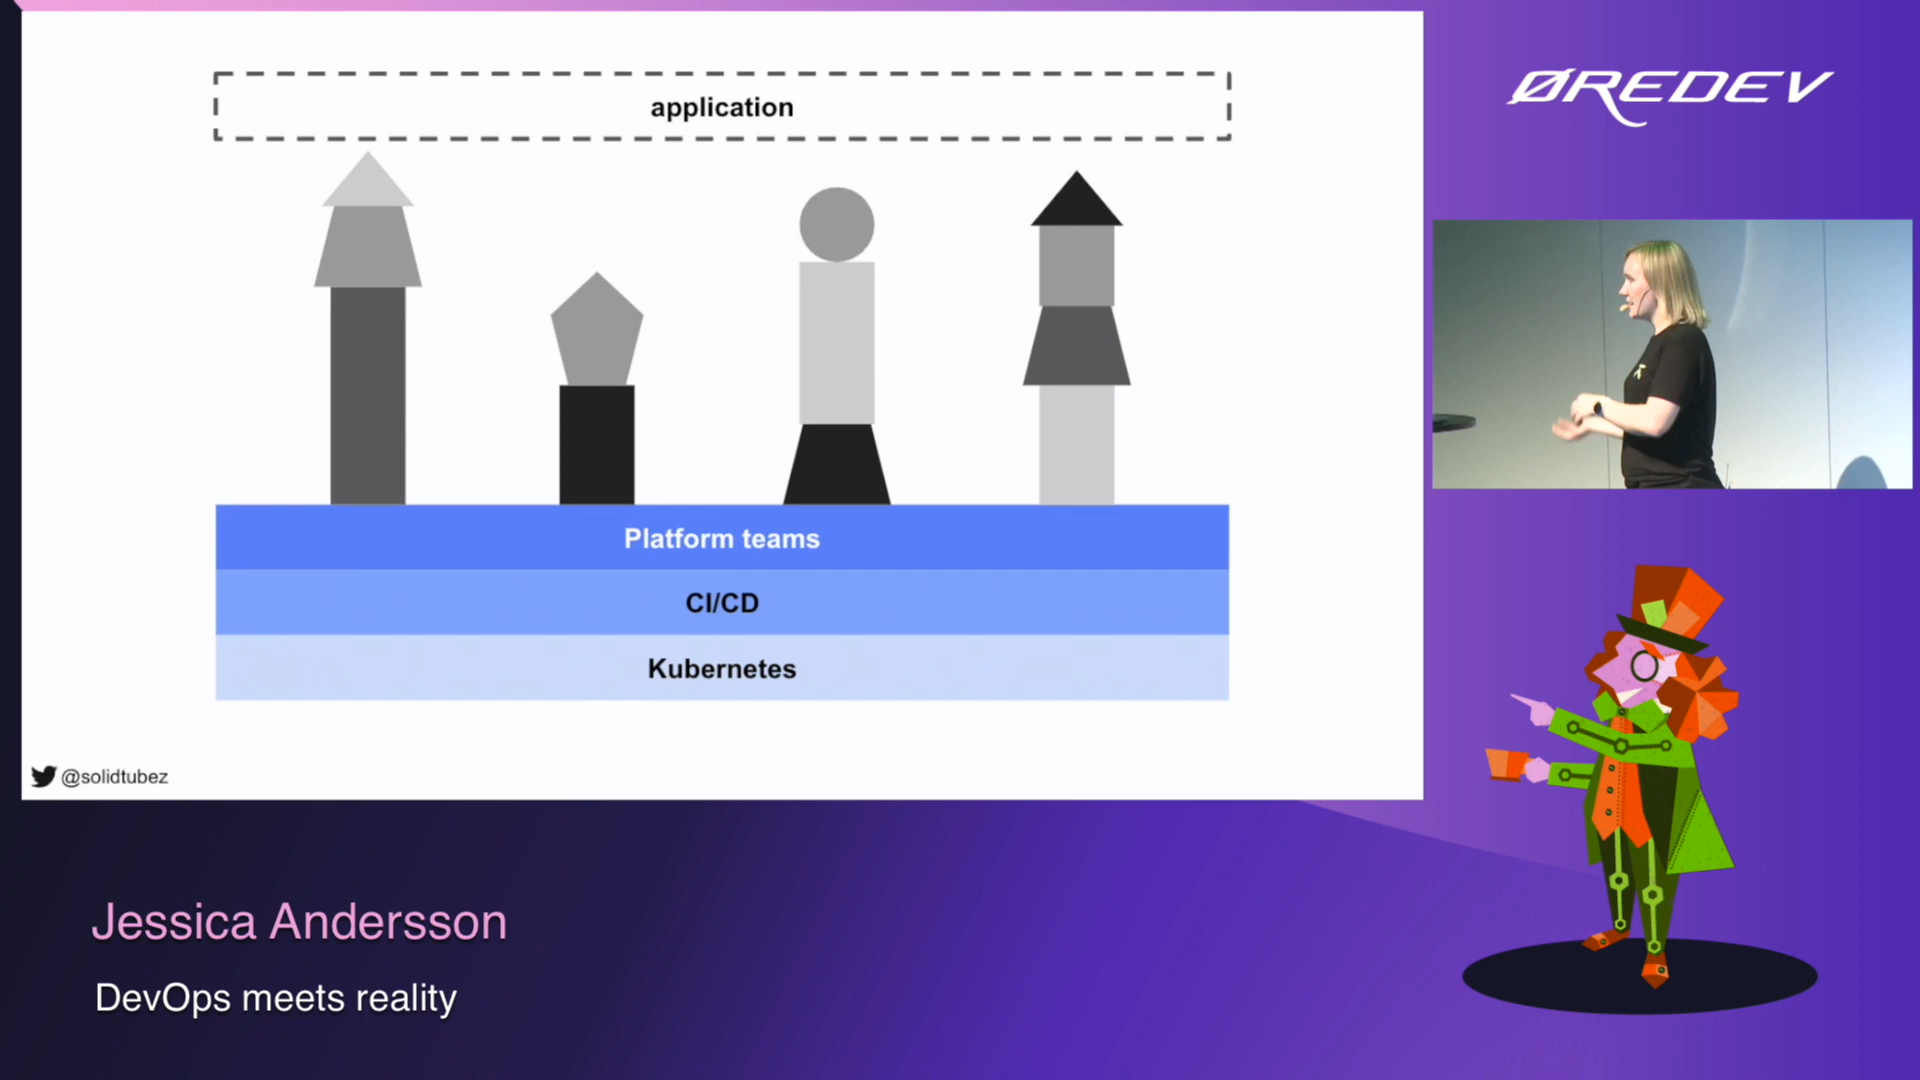 application
Platform teams
CI/CD
Kubernetes
@solidtubez
ØREDEV
Jessica Andersson
DevOps meets reality